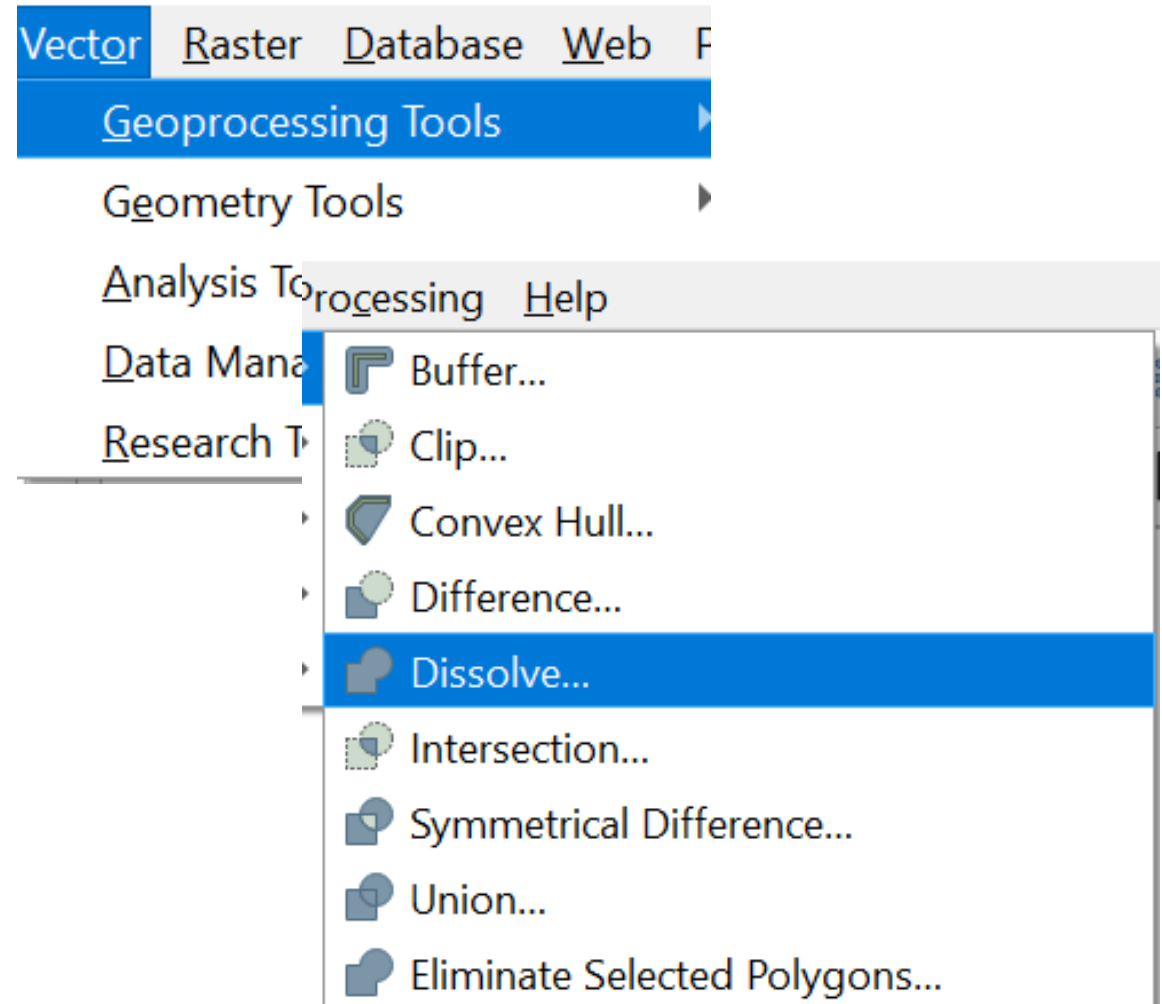 Vector Raster Database Web P
Geoprocessing Tools
Geometry Tools
Analysis To
Data Mana
Research T
Processing Help
Buffer...
Clip...
Convex Hull...
Difference...
Dissolve...
Intersection...
Symmetrical Difference...
Union...
Eliminate Selected Polygons...